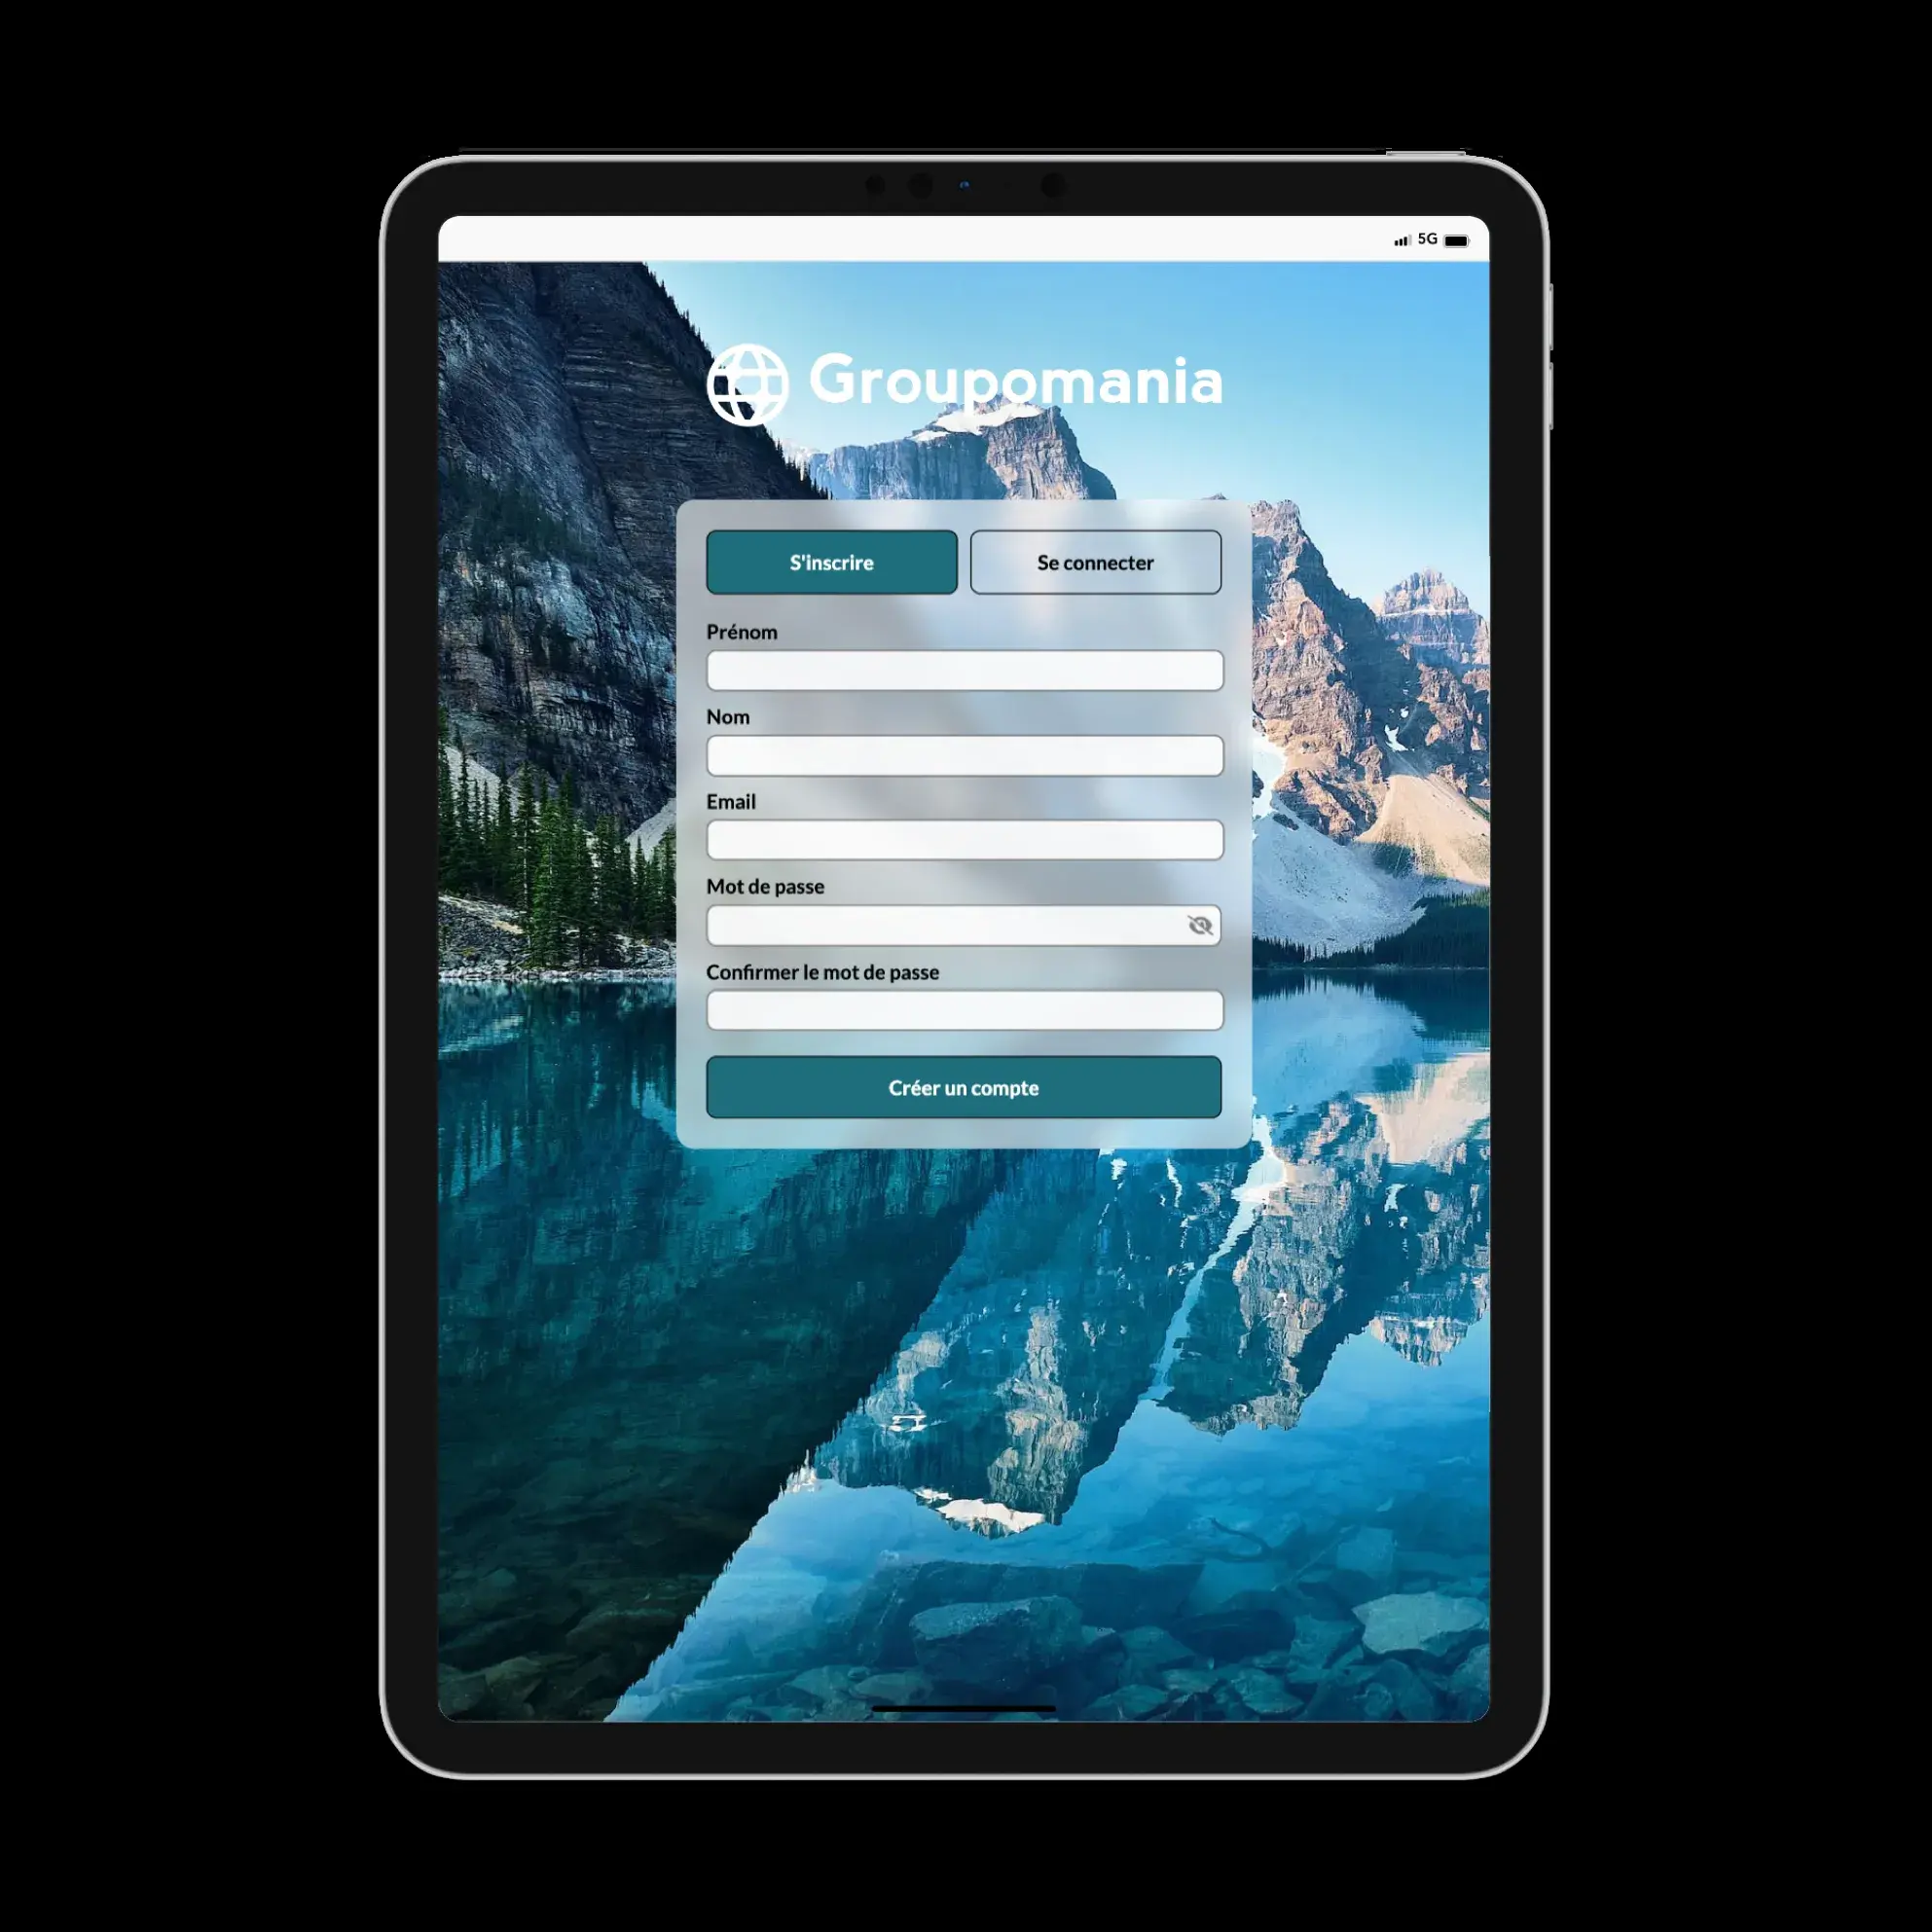 5G
Groupomania
S'inscrire
Se connecter
Prénom
Nom
Email
Mot de passe
Confirmer le mot de passe
Créer un compte